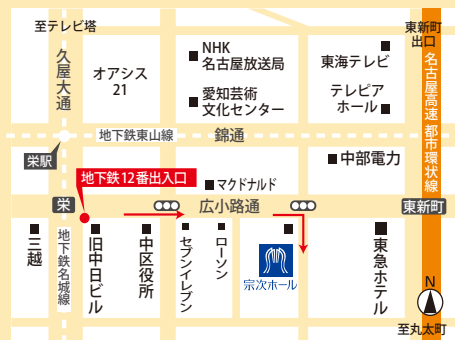 至テレビ塔
久屋大通
オアシス
21
NHK
名古屋放送局
愛知芸術
文化センター
東海テレビ
テレピア
ホール
東新町
出口
名古屋高速 都市環状線
地下鉄東山線
錦通
栄駅
地下鉄12番出入口
中部電力
マクドナルド
栄
広小路通
東新町
三越
地下鉄名城線
旧中日ビル
中区役所
セブンイレブン
ローソン
宗次ホール
東急ホテル
N
至丸太町